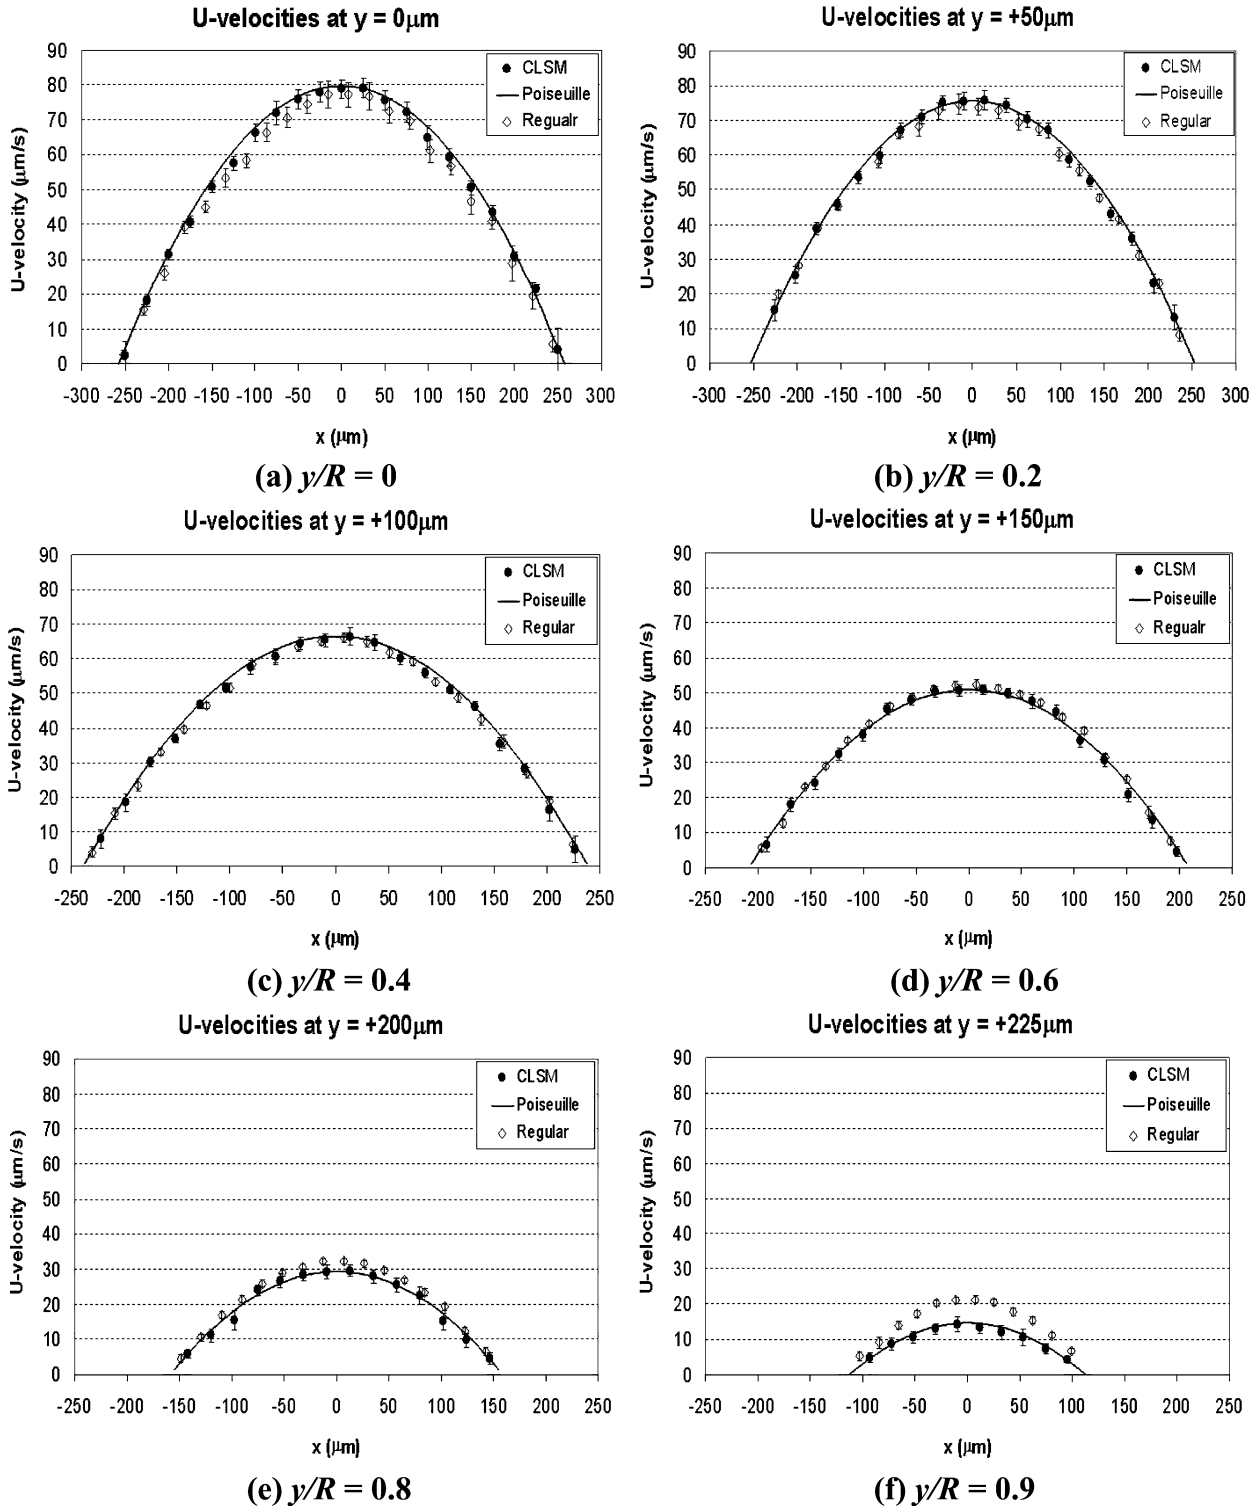 U-velocities at y = 0μm
90
80
70
60
50
40
30
20
10
0
U-velocity (μm/s)
CLSM
Poiseuille
Regualr
-300 -250 -200 -150 -100 -50 0 50 100 150 200 250 300
x (μm)
(a) y/R = 0
U-velocities at y = +50μm
90
80
70
60
50
40
30
20
10
0
U-velocity (μm/s)
CLSM
Poiseuille
Regular
-300 -250 -200 -150 -100 -50 0 50 100 150 200 250 300
x (μm)
(b) y/R = 0.2
U-velocities at y = +100μm
90
80
70
60
50
40
30
20
10
0
U-velocity (μm/s)
CLSM
Poiseuille
Regular
-250 -200 -150 -100 -50 0 50 100 150 200 250
x (μm)
(c) y/R = 0.4
U-velocities at y = +150μm
90
80
70
60
50
40
30
20
10
0
U-velocity (μm/s)
CLSM
Poiseuille
Regualr
-250 -200 -150 -100 -50 0 50 100 150 200 250
x (μm)
(d) y/R = 0.6
U-velocities at y = +200μm
90
80
70
60
50
40
30
20
10
0
U-velocity (μm/s)
CLSM
Poiseuille
Regular
-250 -200 -150 -100 -50 0 50 100 150 200 250
x (μm)
(e) y/R = 0.8
U-velocities at y = +225μm
90
80
70
60
50
40
30
20
10
0
U-velocity (μm/s)
CLSM
Poiseuille
Regular
-250 -200 -150 -100 -50 0 50 100 150 200 250
x (μm)
(f) y/R = 0.9